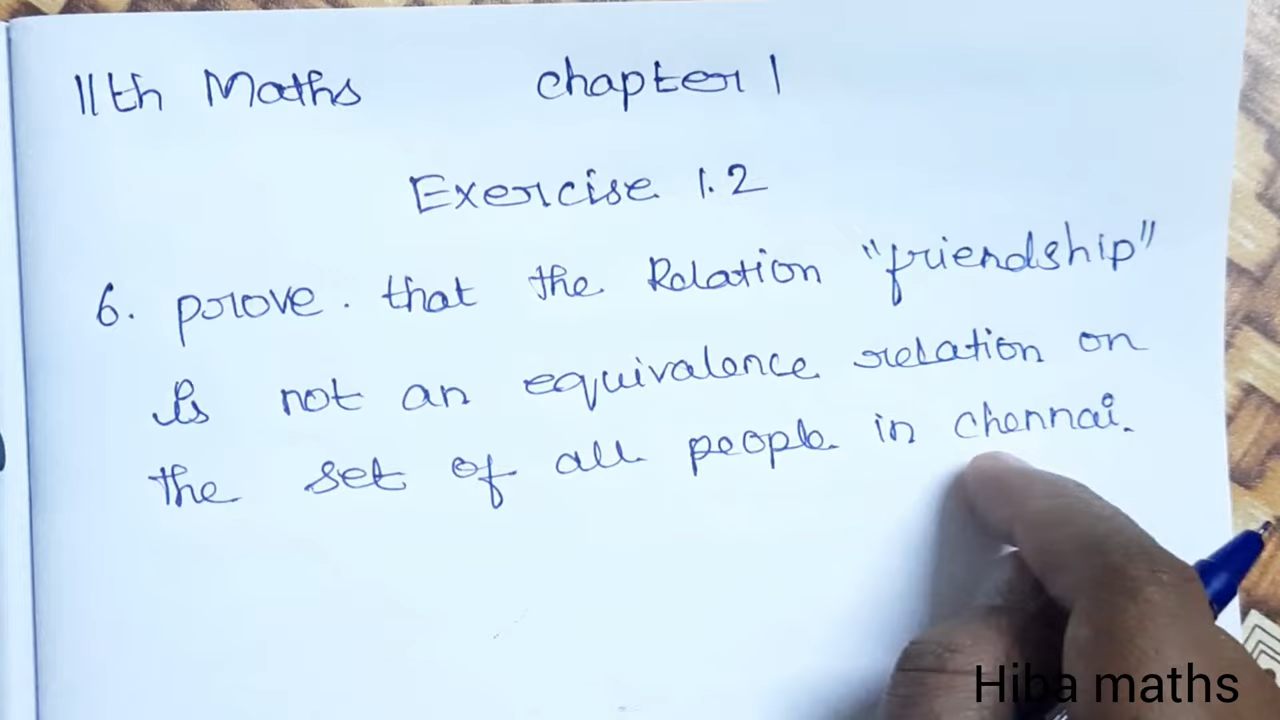 11th Maths chapter 1
Exercise 1.2
6. prove. that the Relation "friendship"
is not an equivalence relation on
the set of all people in chennai.
Hiba maths